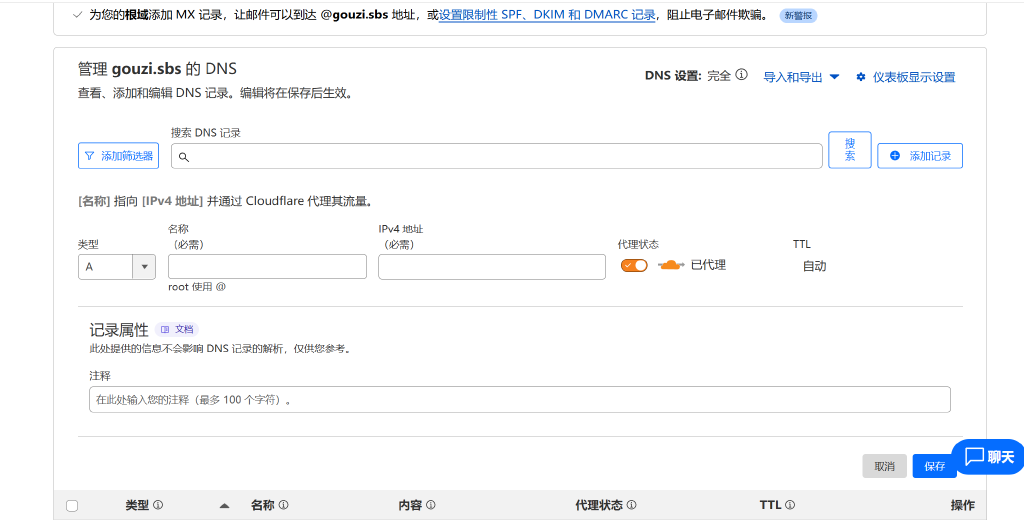 为您的根域添加 MX 记录，让邮件可以到达 @gouzi.sbs 地址，或设置限制性 SPF、DKIM 和 DMARC 记录，阻止电子邮件欺骗。 新警报
管理 gouzi.sbs 的 DNS
DNS 设置: 完全 导入和导出 仪表板显示设置
查看、添加和编辑 DNS 记录。编辑将在保存后生效。
搜索 DNS 记录
添加筛选器
搜索
添加记录
[名称] 指向 [IPv4 地址] 并通过 Cloudflare 代理其流量。
类型
A
名称
（必需）
root 使用 @
IPv4 地址
（必需）
代理状态
已代理
TTL
自动
记录属性 文档
此处提供的信息不会影响 DNS 记录的解析，仅供您参考。
注释
在此处输入您的注释（最多 100 个字符）。
取消 保存
聊天
类型 名称 内容 代理状态 TTL 操作